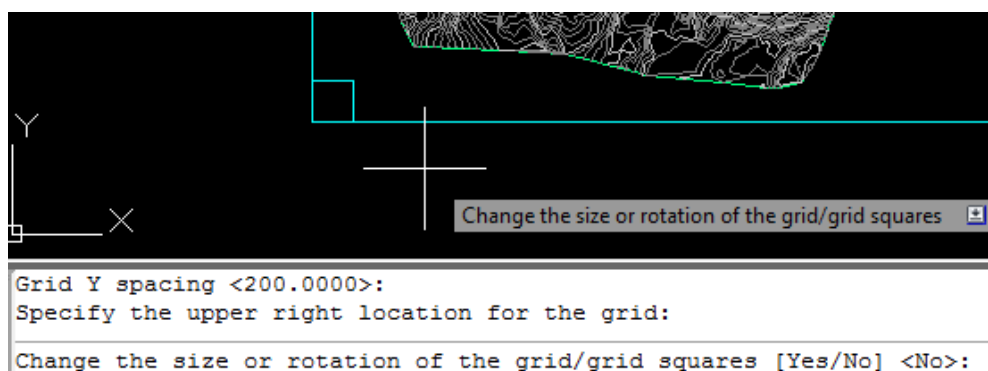 Y
X
Change the size or rotation of the grid/grid squares
Grid Y spacing <200.0000>:
Specify the upper right location for the grid:
Change the size or rotation of the grid/grid squares [Yes/No] <No>: